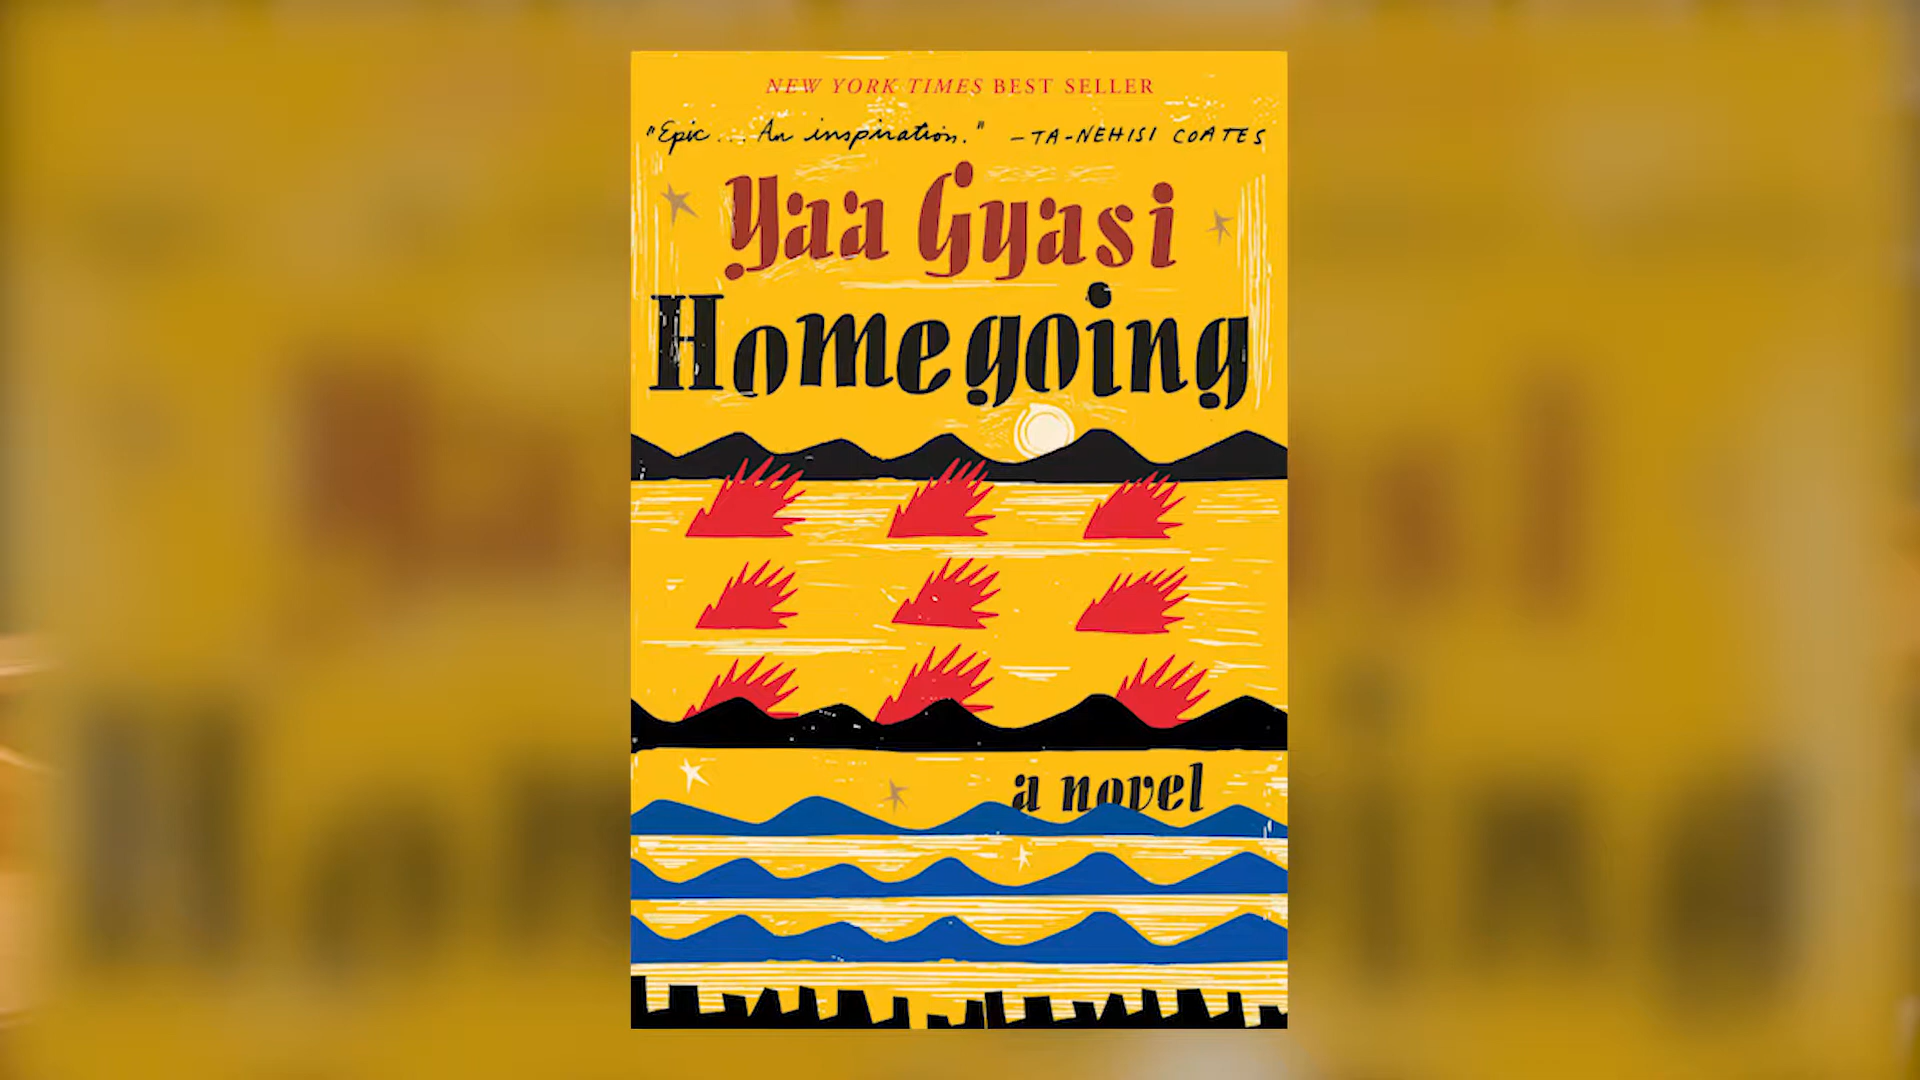 NEW YORK TIMES BEST SELLER
"Epic... An inspiration." —TA-NEHISI COATES
Yaa Gyasi
Homegoing
a novel